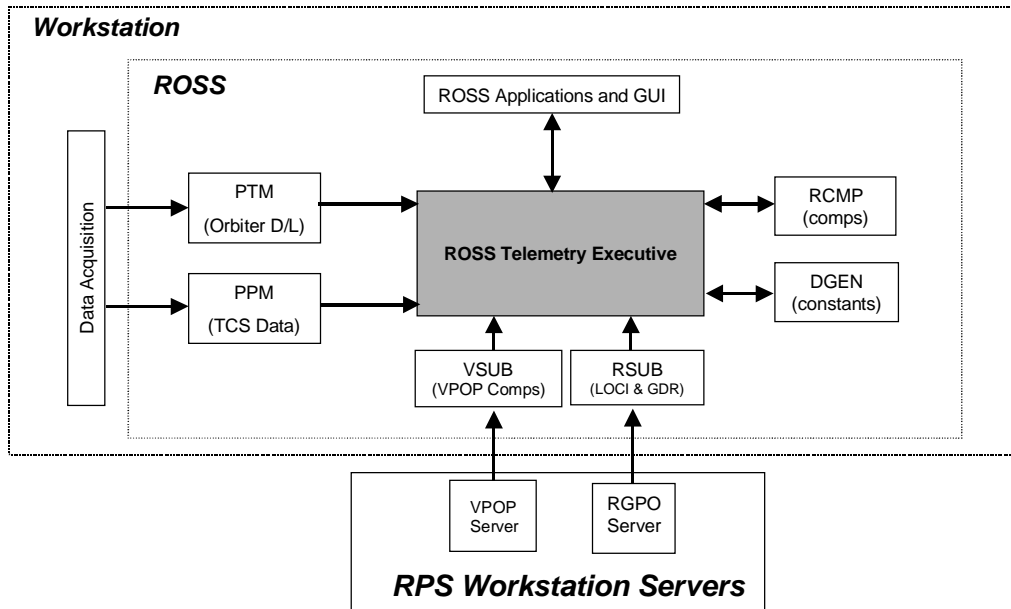 Workstation
ROSS
ROSS Applications and GUI
Data Acquisition
PTM
(Orbiter D/L)
ROSS Telemetry Executive
RCMP
(comps)
PPM
(TCS Data)
DGEN
(constants)
VSUB
(VPOP Comps)
RSUB
(LOCI & GDR)
VPOP
Server
RGPO
Server
RPS Workstation Servers